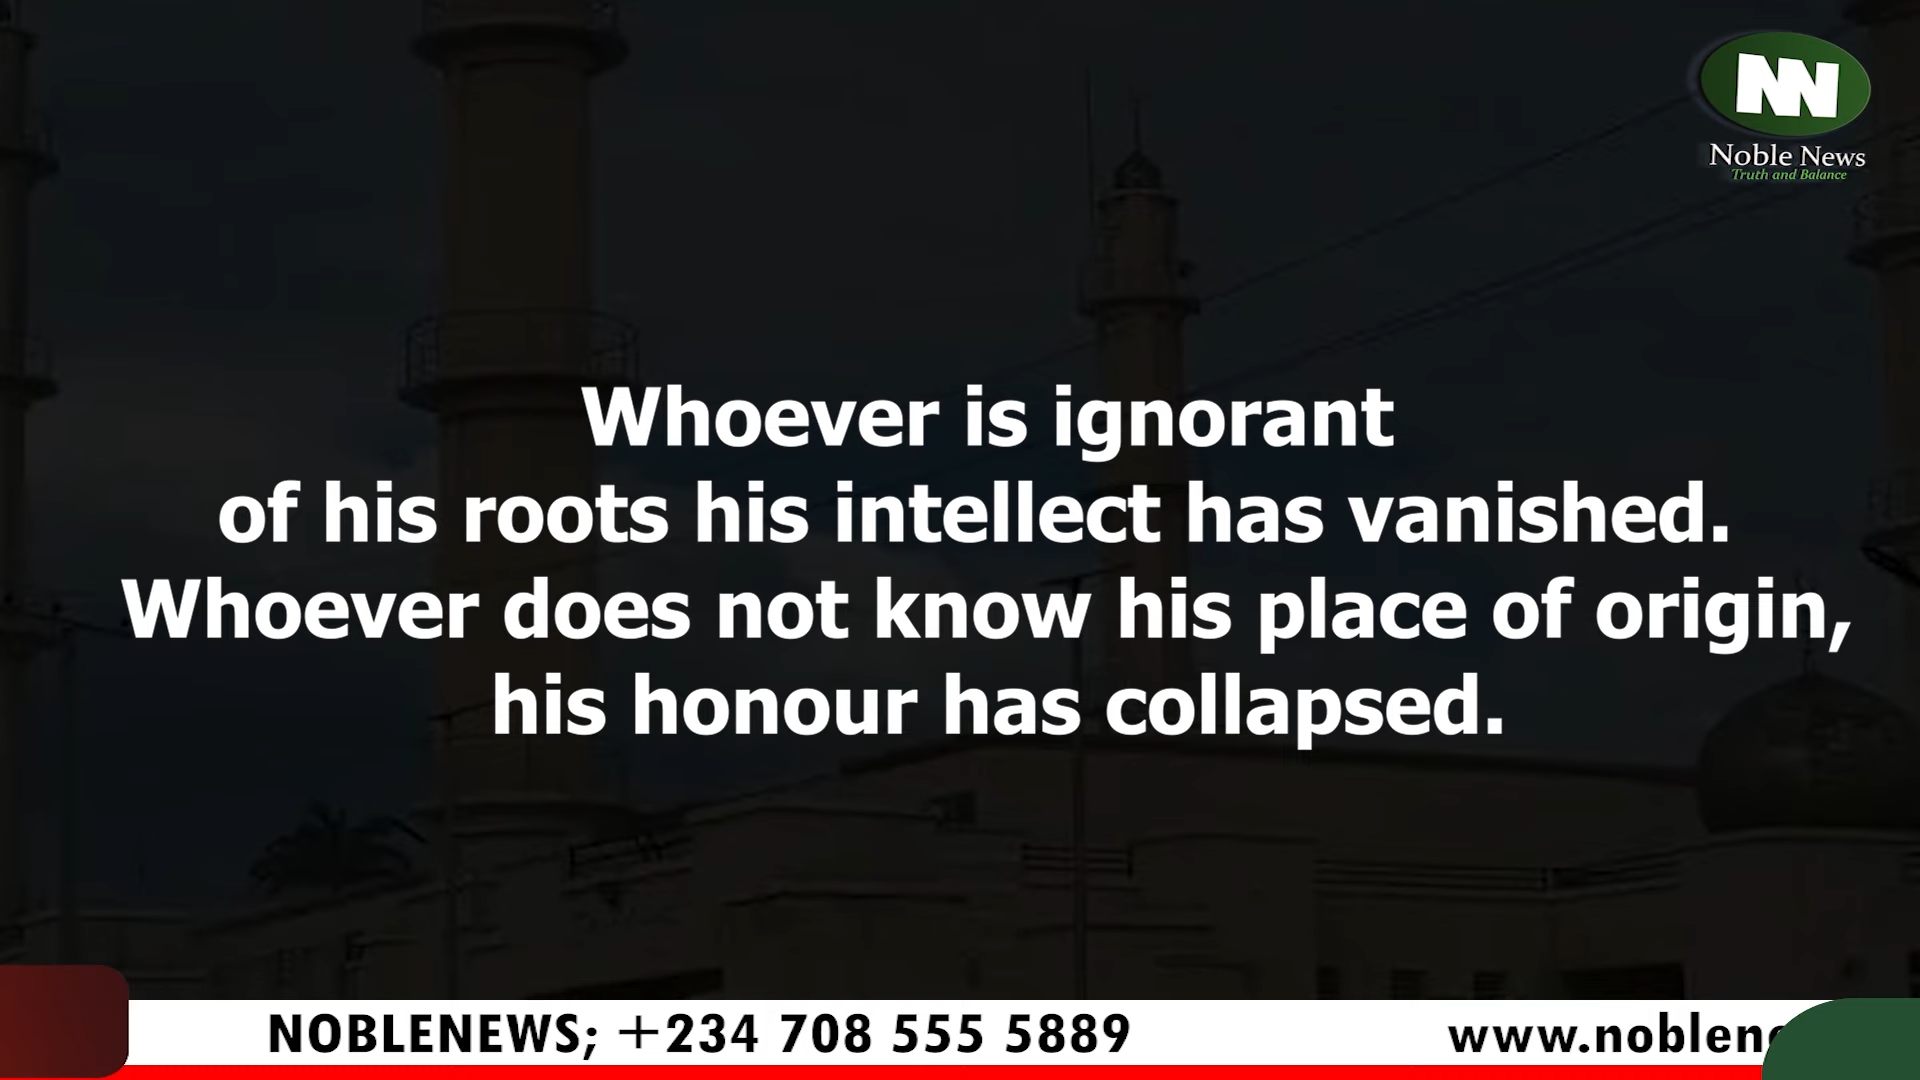 NN
Noble News
Truth and Balance
Whoever is ignorant
of his roots his intellect has vanished.
Whoever does not know his place of origin,
his honour has collapsed.
NOBLENEWS; +234 708 555 5889